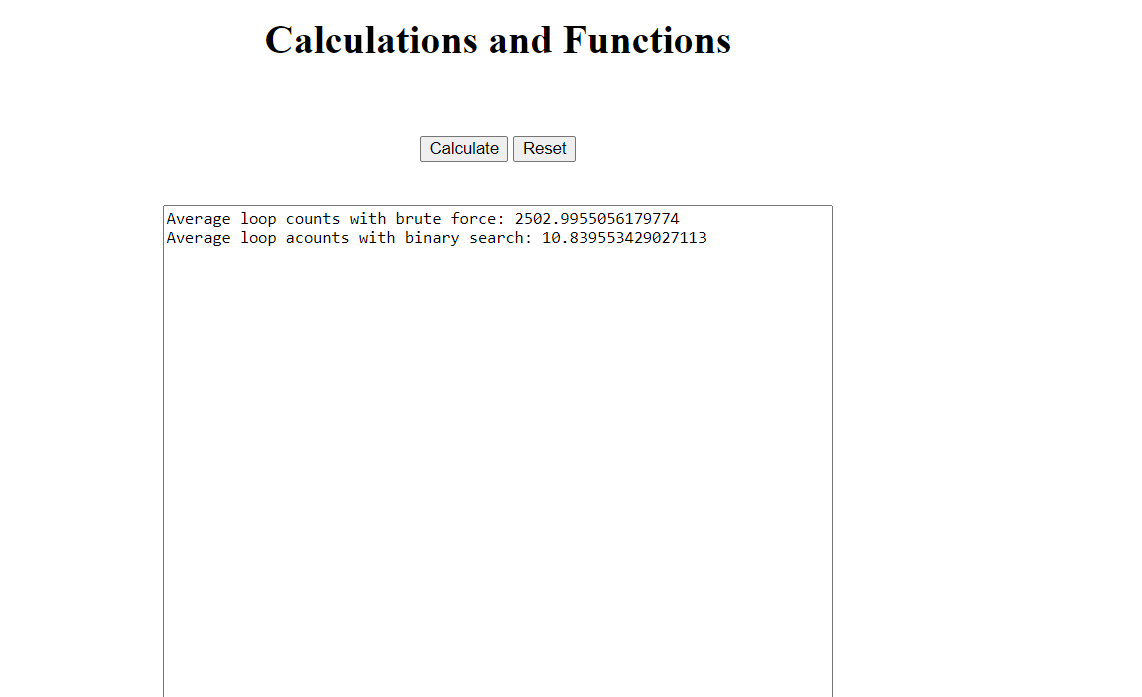 Calculations and Functions
Calculate Reset
Average loop counts with brute force: 2502.9955056179774
Average loop acounts with binary search: 10.839553429027113